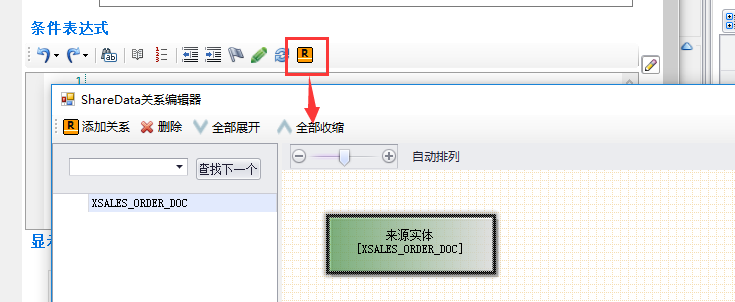 条件表达式
R
1
ShareData关系编辑器
R 添加关系 删除 全部展开 全部收缩
查找下一个
自动排列
XSALES_ORDER_DOC
来源实体
[XSALES_ORDER_DOC]